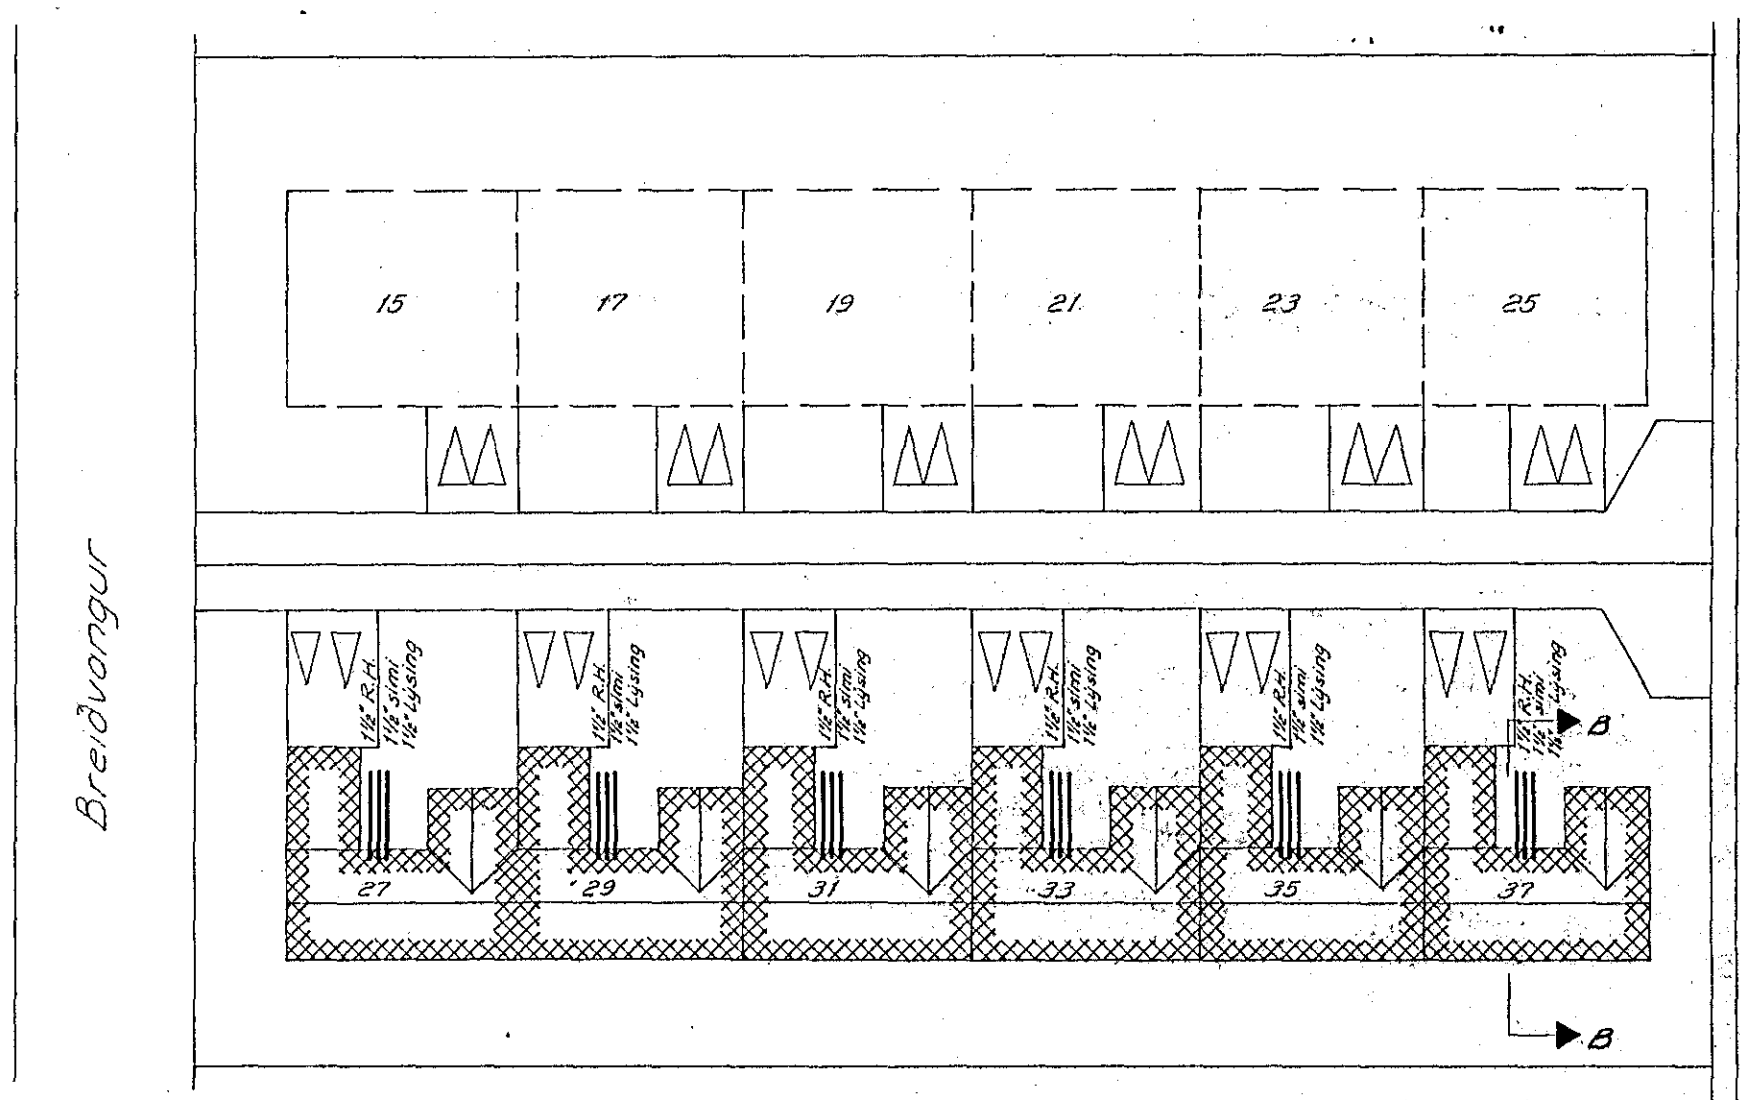 Breiðvangur
15
17
19
21
23
25
1½" R.H.
1½" sími
1½" Lýsing
1½" R.H.
1½" sími
1½" Lýsing
1½" R.H.
1½" sími
1½" Lýsing
1½" R.H.
1½" sími
1½" Lýsing
1½" R.H.
1½" sími
1½" Lýsing
1½" R.H.
1½" sími
1½" Lýsing
B
27
29
31
33
35
37
B